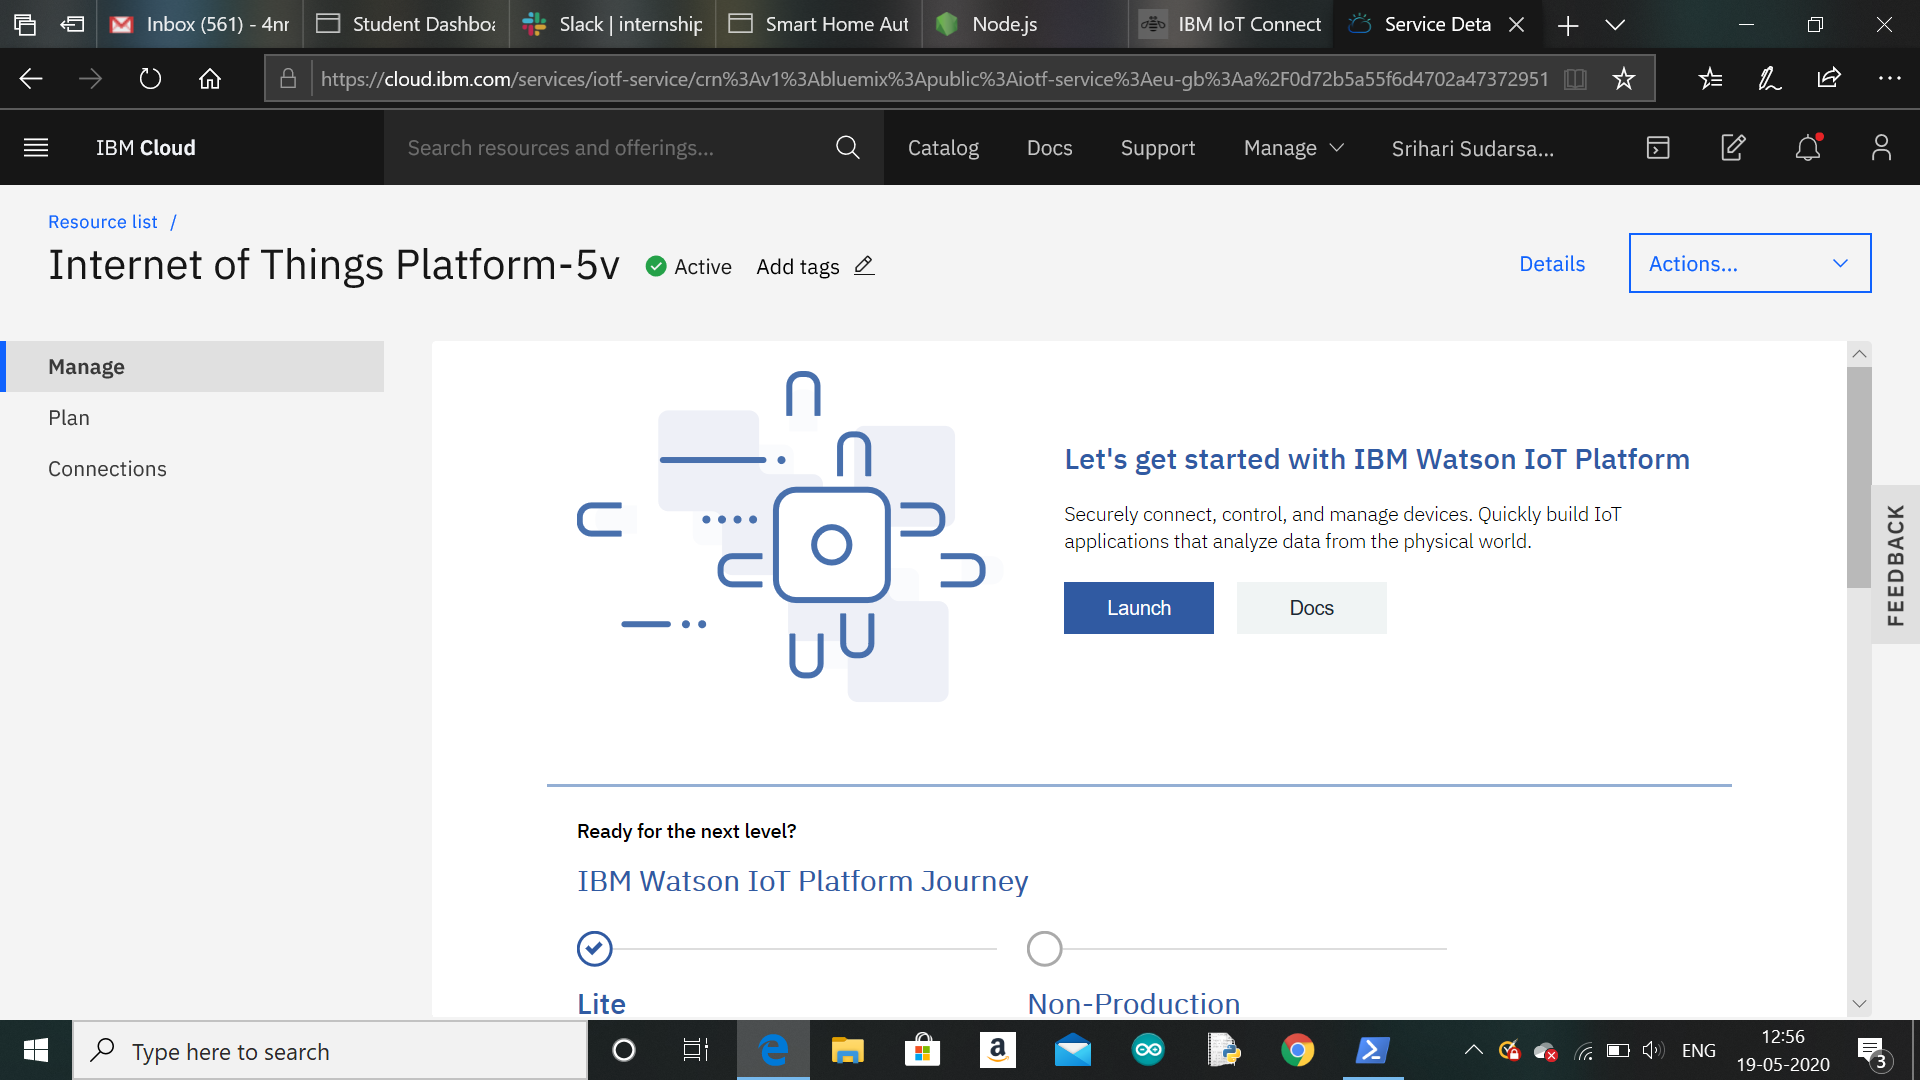 Inbox (561) - 4nr
Student Dashboa
Slack | internship
Smart Home Aut
Node.js
IBM IoT Connect
Service Deta
https://cloud.ibm.com/services/iotf-service/crn%3Av1%3Abluemix%3Apublic%3Aiotf-service%3Aeu-gb%3Aa%2F0d72b5a55f6d4702a47372951
IBM Cloud
Search resources and offerings...
Catalog
Docs
Support
Manage
Srihari Sudarsa...
Resource list /
Internet of Things Platform-5v
Active
Add tags
Details
Actions...
Manage
Plan
Connections
Let's get started with IBM Watson IoT Platform
Securely connect, control, and manage devices. Quickly build IoT
applications that analyze data from the physical world.
Launch
Docs
FEEDBACK
Ready for the next level?
IBM Watson IoT Platform Journey
Lite
Non-Production
Type here to search
ENG
12:56
19-05-2020
3